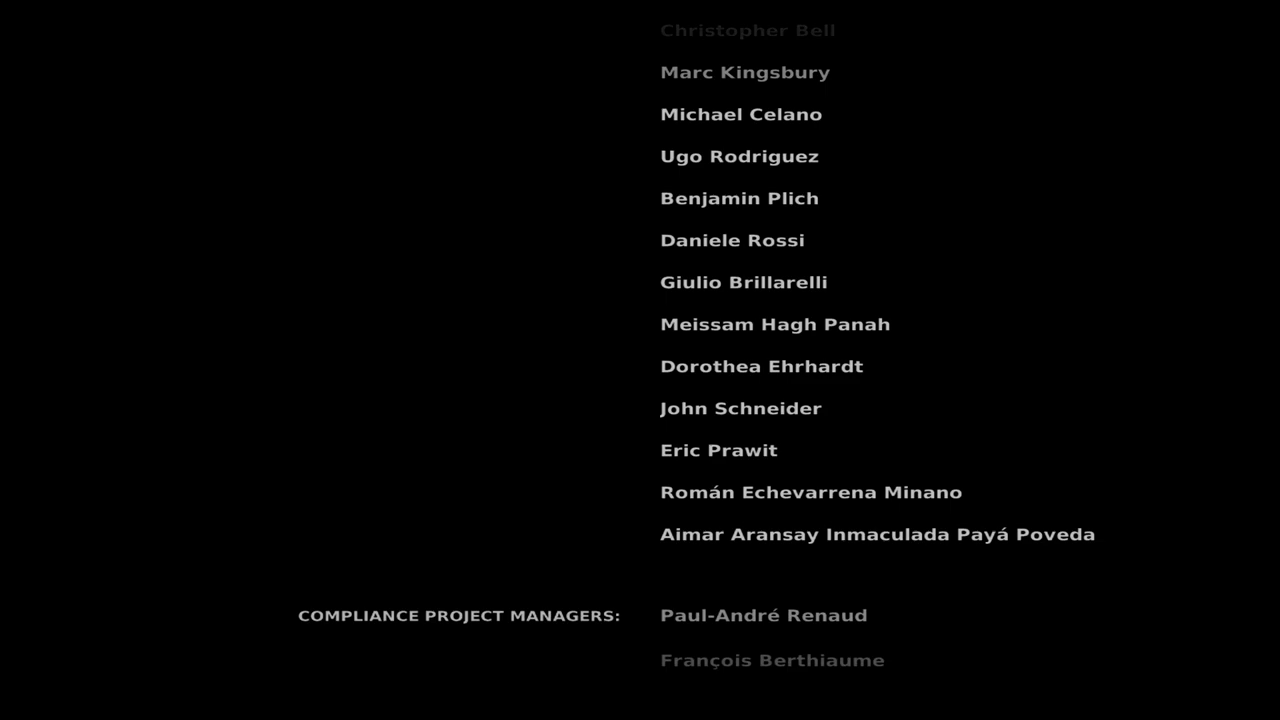 Christopher Bell
Marc Kingsbury
Michael Celano
Ugo Rodriguez
Benjamin Plich
Daniele Rossi
Giulio Brillarelli
Meissam Hagh Panah
Dorothea Ehrhardt
John Schneider
Eric Prawit
Román Echevarrena Minano
Aimar Aransay Inmaculada Payá Poveda
COMPLIANCE PROJECT MANAGERS: Paul-André Renaud
François Berthiaume